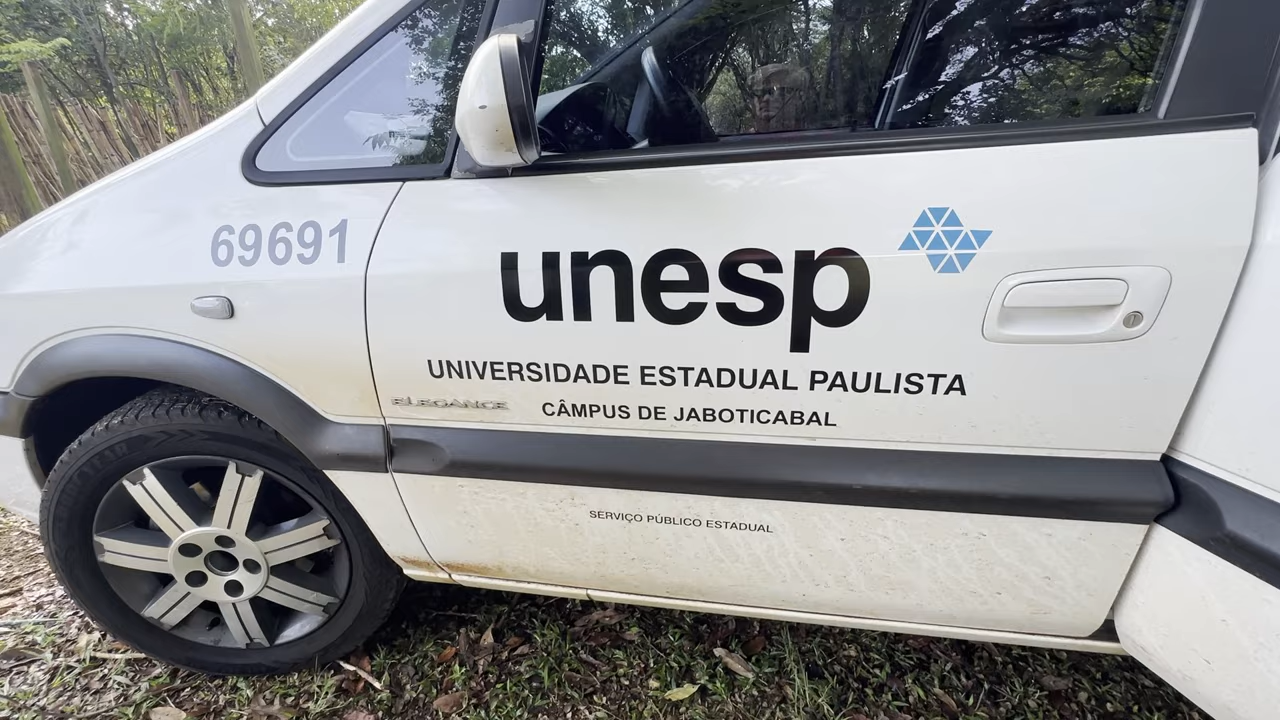 69691
unesp
UNIVERSIDADE ESTADUAL PAULISTA
ELEGANCE
CÂMPUS DE JABOTICABAL
SERVIÇO PÚBLICO ESTADUAL